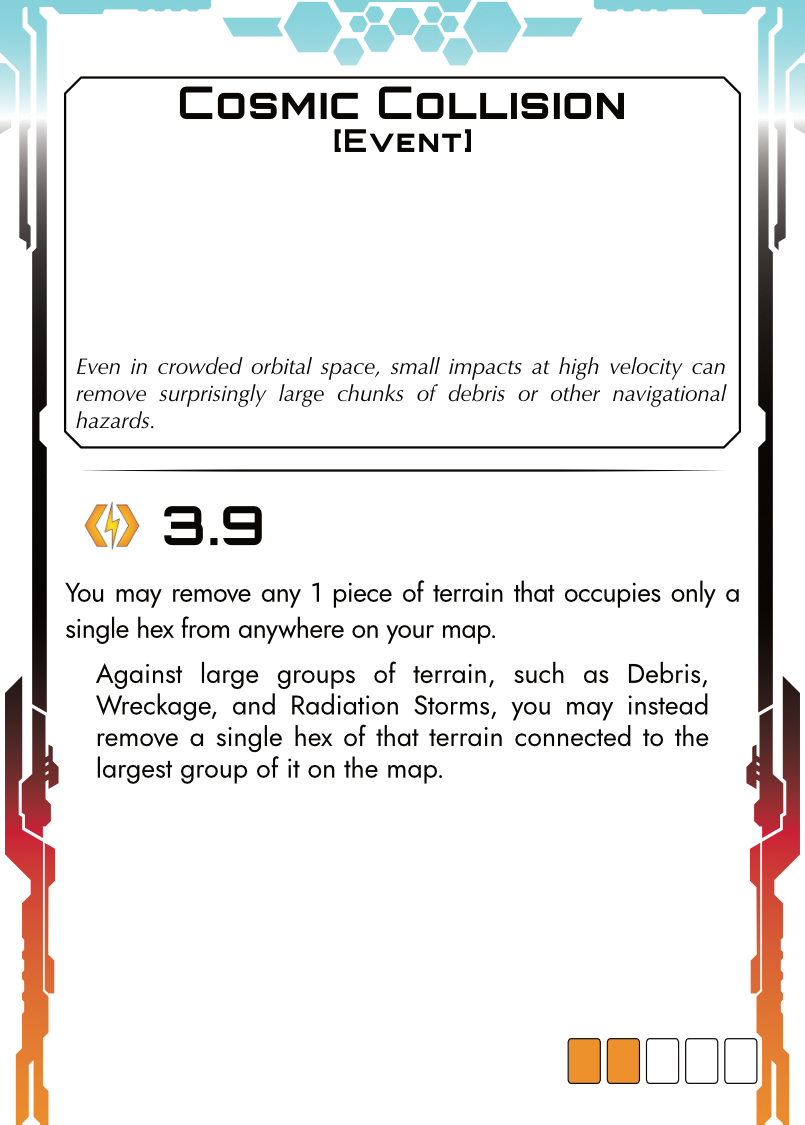 Cosmic Collision
[Event]
Even in crowded orbital space, small impacts at high velocity can
remove surprisingly large chunks of debris or other navigational
hazards.
3.9
You may remove any 1 piece of terrain that occupies only a
single hex from anywhere on your map.
Against large groups of terrain, such as Debris,
Wreckage, and Radiation Storms, you may instead
remove a single hex of that terrain connected to the
largest group of it on the map.